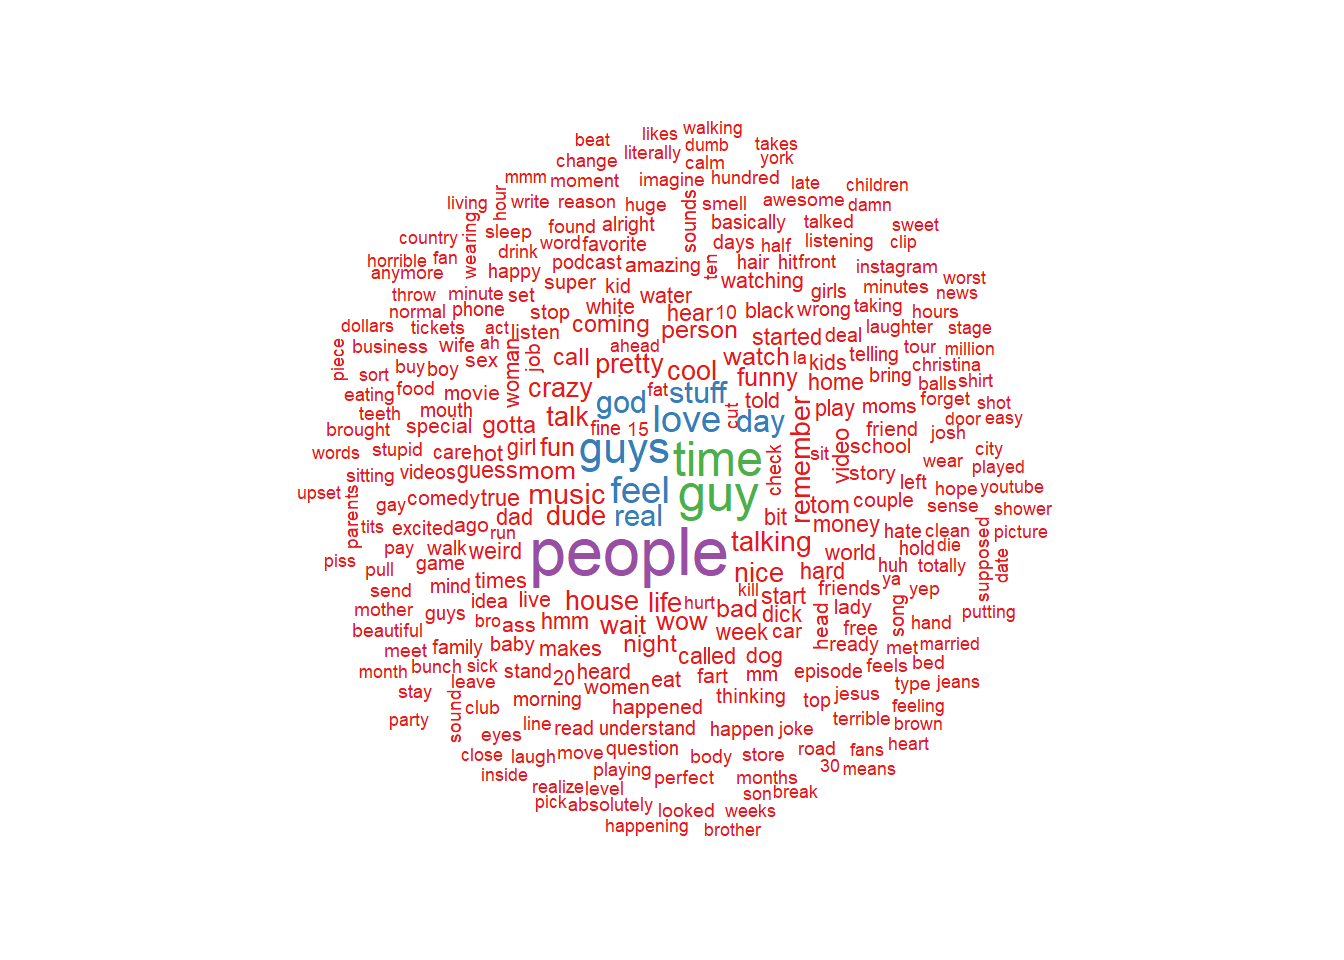 walking
likes
beat
dumb
takes
literally
york
change
calm
mmm
moment
imagine
hundred
late
children
hour
living
write
reason
huge
sounds
smell
awesome
damn
found
alright
basically
talked
sweet
wearing
sleep
country
word
favorite
days
half
listening
clip
drink
horrible
fan
podcast
amazing
ten
hair
hit
front
instagram
anymore
happy
super
kid
watching
worst
throw
minute
set
water
girls
minutes
news
normal
phone
stop
white
hear
10
black
wrong
taking
hours
dollars
tickets
act
listen
coming
person
started
deal
laughter
stage
piece
business
wife
ah
woman
job
call
ahead
pretty
cool
watch
la
kids
telling
tour
million
sort
buy
boy
sex
funny
home
bring
christina
eating
food
movie
crazy
fat
stuff
told
balls
shirt
teeth
mouth
god
love
cut
day
remember
play
moms
forget
shot
brought
special
gotta
talk
fine
15
friend
josh
door
easy
words
stupid
care
hot
girl
fun
guys
time
check
sit
video
school
city
sitting
videos
guess
mom
feel
guy
story
wear
played
upset
parents
gay
comedy
true
music
tom
couple
left
hope
youtube
tits
excited
ago
dad
dude
real
bit
money
hate
sense
clean
shower
run
people
talking
supposed
picture
piss
pay
walk
weird
world
hold
die
date
pull
game
times
nice
hard
huh
totally
send
mind
idea
live
house
life
hurt
kill
start
friends
ya
yep
mother
guys
bro
ass
hmm
wait
wow
bad
dick
head
lady
song
hand
putting
beautiful
family
baby
makes
night
week
car
free
ready
met
married
meet
month
bunch
sick
stand
20
heard
called
dog
episode
feels
bed
stay
leave
morning
women
eat
fart
mm
thinking
top
jesus
type
jeans
party
sound
club
happened
feeling
line
read
understand
happen
joke
terrible
brown
eyes
close
laugh
move
question
body
store
road
fans
heart
inside
playing
perfect
months
30
means
realize
level
son
break
pick
absolutely
looked
weeks
happening
brother